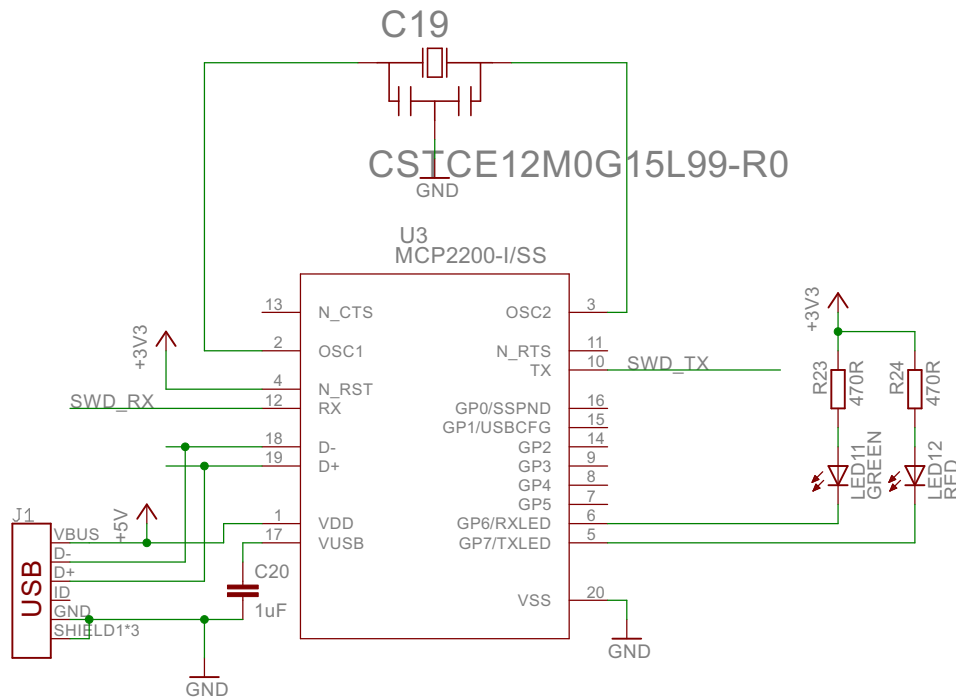 C19
CSTCE12M0G15L99-R0
GND
U3
MCP2200-I/SS
13 N_CTS OSC2 3
2 OSC1 N_RTS 11
TX 10 SWD_TX
+3V3
4 N_RST
SWD_RX 12 RX
GP0/SSPND 16
GP1/USBCFG 15
18 D- GP2 14
19 D+ GP3 9
GP4 8
GP5 7
1 VDD GP6/RXLED 6
17 VUSB GP7/TXLED 5
VSS 20
GND
+3V3
R23
470R
R24
470R
LED11
GREEN
LED12
RED
J1
USB
VBUS
D-
D+
ID
GND
SHIELD1*3
+5V
C20
1uF
GND